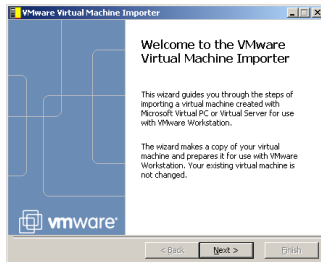 VMware Virtual Machine Importer
Welcome to the VMware
Virtual Machine Importer
This wizard guides you through the steps of
importing a virtual machine created with
Microsoft Virtual PC or Virtual Server for use
with VMware Workstation.
The wizard makes a copy of your virtual
machine and prepares it for use with VMware
Workstation. Your existing virtual machine is
not changed.
vmware
< Back
Next >
Finish